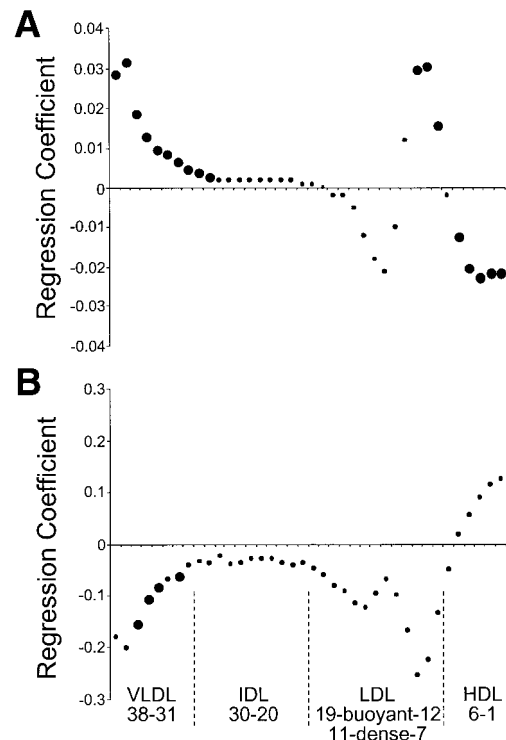 A
Regression Coefficient
0.04
0.03
0.02
0.01
0
-0.01
-0.02
-0.03
-0.04
B
Regression Coefficient
0.3
0.2
0.1
0
-0.1
-0.2
-0.3
VLDL
38-31
IDL
30-20
LDL
19-buoyant-12
11-dense-7
HDL
6-1